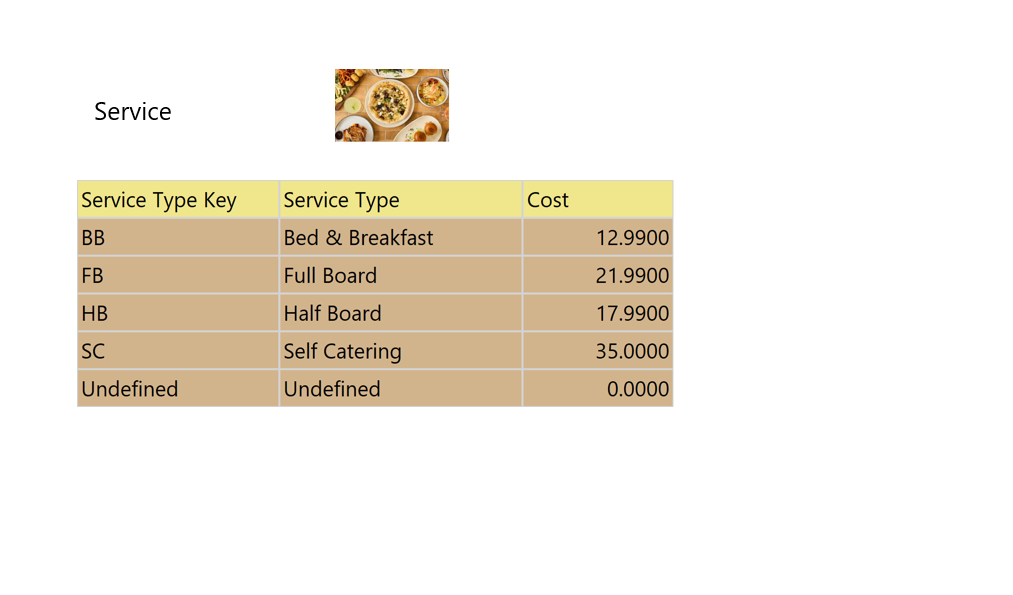 Service
Service Type Key Service Type Cost
BB Bed & Breakfast 12.9900
FB Full Board 21.9900
HB Half Board 17.9900
SC Self Catering 35.0000
Undefined Undefined 0.0000